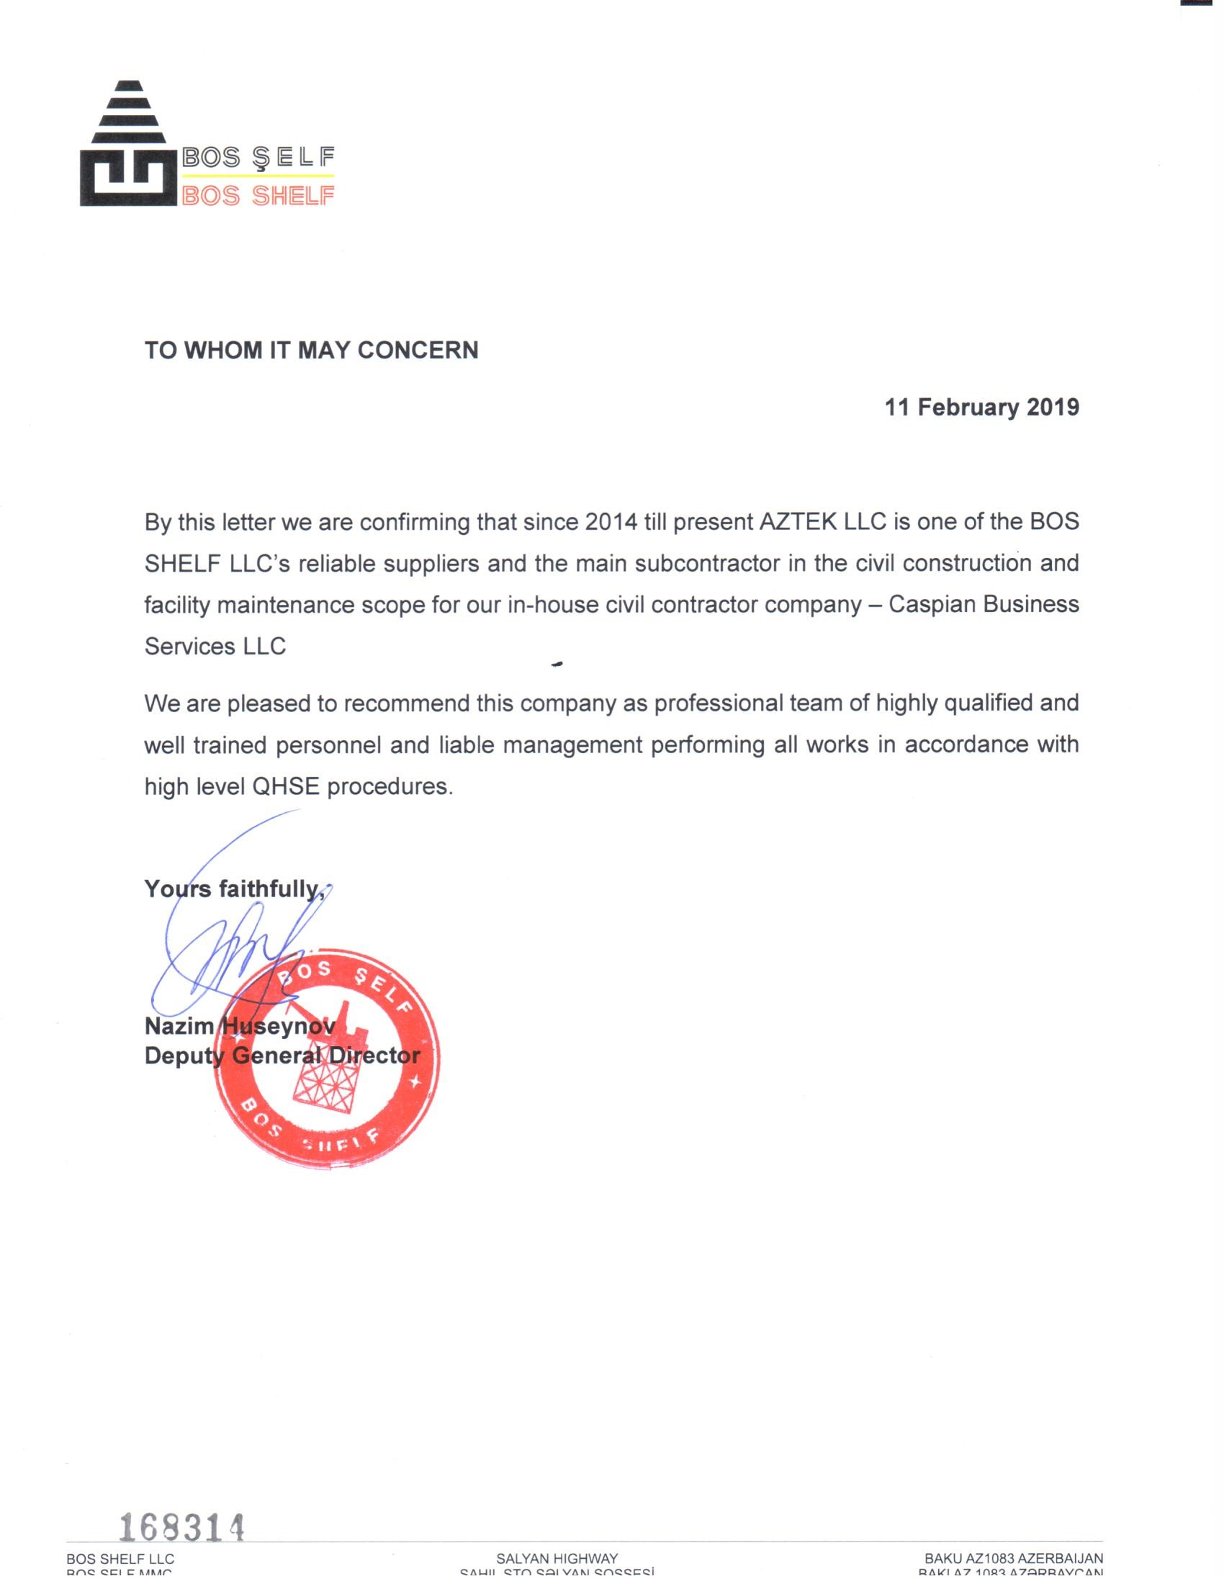 BOS ŞELF
BOS SHELF
TO WHOM IT MAY CONCERN
11 February 2019
By this letter we are confirming that since 2014 till present AZTEK LLC is one of the BOS
SHELF LLC's reliable suppliers and the main subcontractor in the civil construction and
facility maintenance scope for our in-house civil contractor company – Caspian Business
Services LLC
We are pleased to recommend this company as professional team of highly qualified and
well trained personnel and liable management performing all works in accordance with
high level QHSE procedures.
Yours faithfully,
BOS ŞELF
Nazim Huseynov
Deputy General Director
BOS SHELF
168314
BOS SHELF LLC SALYAN HIGHWAY BAKU AZ1083 AZERBAIJAN
BOS SELF MMC SAHIL STQ SALYAN ŞOSSESİ BAKI AZ 1083 AZƏRBAYCAN